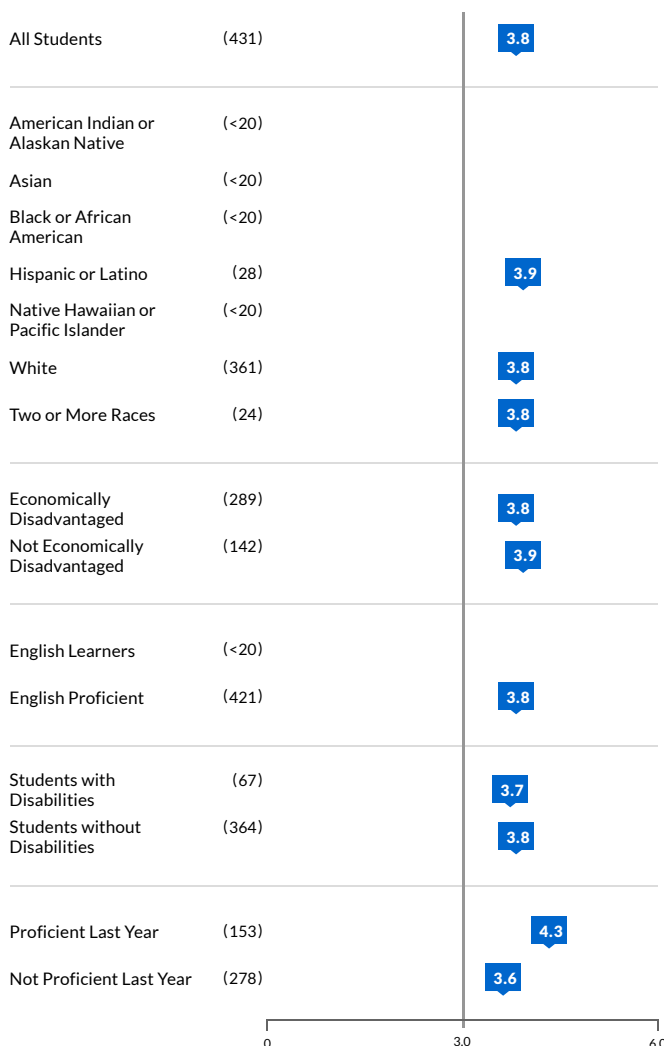 All Students (431) 3.8
American Indian or (<20)
Alaskan Native
Asian (<20)
Black or African (<20)
American
Hispanic or Latino (28) 3.9
Native Hawaiian or (<20)
Pacific Islander
White (361) 3.8
Two or More Races (24) 3.8
Economically (289) 3.8
Disadvantaged
Not Economically (142) 3.9
Disadvantaged
English Learners (<20)
English Proficient (421) 3.8
Students with (67) 3.7
Disabilities
Students without (364) 3.8
Disabilities
Proficient Last Year (153) 4.3
Not Proficient Last Year (278) 3.6
0 3.0 6.0